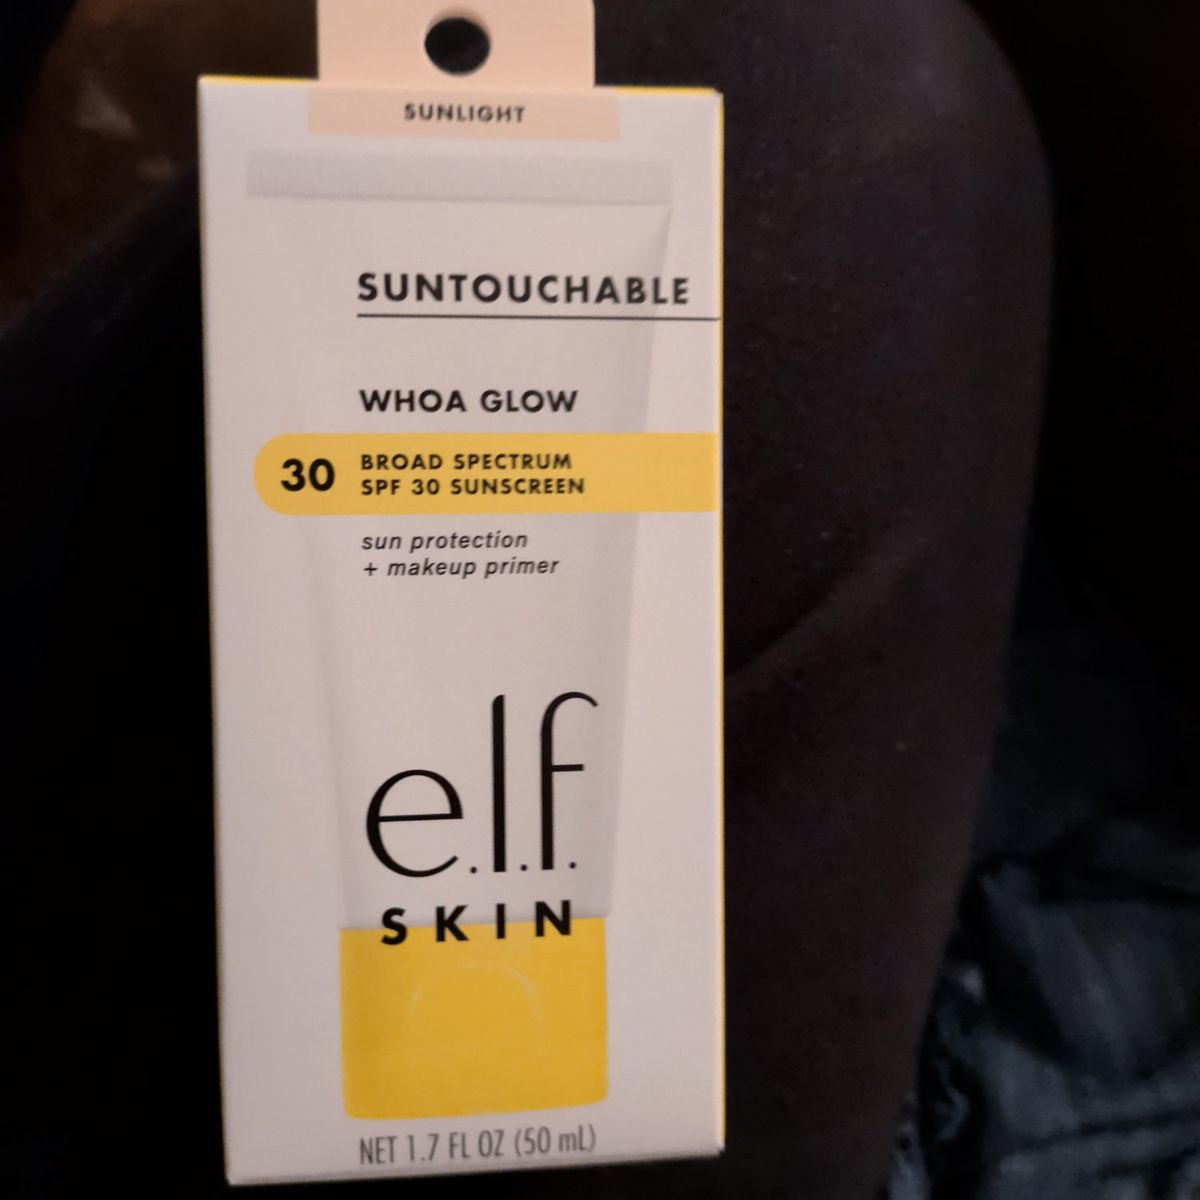 SUNLIGHT
SUNTOUCHABLE
WHOA GLOW
30
BROAD SPECTRUM
SPF 30 SUNSCREEN
sun protection
+ makeup primer
e.l.f.
SKIN
NET 1.7 FL OZ (50 mL)